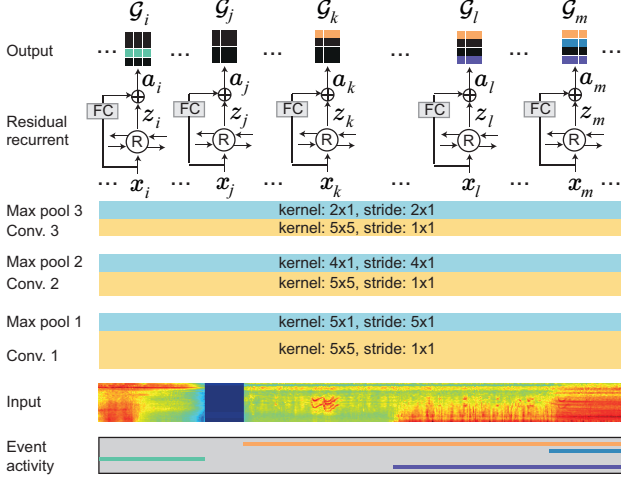 𝒢i 𝒢j 𝒢k 𝒢l 𝒢m
Output ... ... ... ... ...
ai aj ak al am
FC FC FC FC FC
zi zj zk zl zm
Residual
recurrent
R R R R R
... xi ... xj ... xk ... xl ... xm
Max pool 3 kernel: 2x1, stride: 2x1
Conv. 3 kernel: 5x5, stride: 1x1
Max pool 2 kernel: 4x1, stride: 4x1
Conv. 2 kernel: 5x5, stride: 1x1
Max pool 1 kernel: 5x1, stride: 5x1
Conv. 1 kernel: 5x5, stride: 1x1
Input
Event
activity